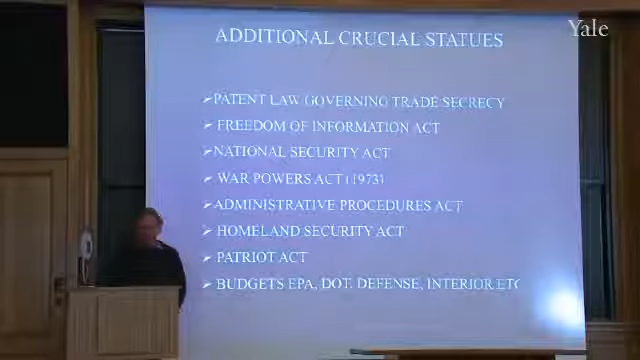 ADDITIONAL CRUCIAL STATUES
Yale
PATENT LAW GOVERNING TRADE SECRECY
FREEDOM OF INFORMATION ACT
NATIONAL SECURITY ACT
WAR POWERS ACT (1973)
ADMINISTRATIVE PROCEDURES ACT
HOMELAND SECURITY ACT
PATRIOT ACT
BUDGETS EPA, DOT, DEFENSE, INTERIOR ETC